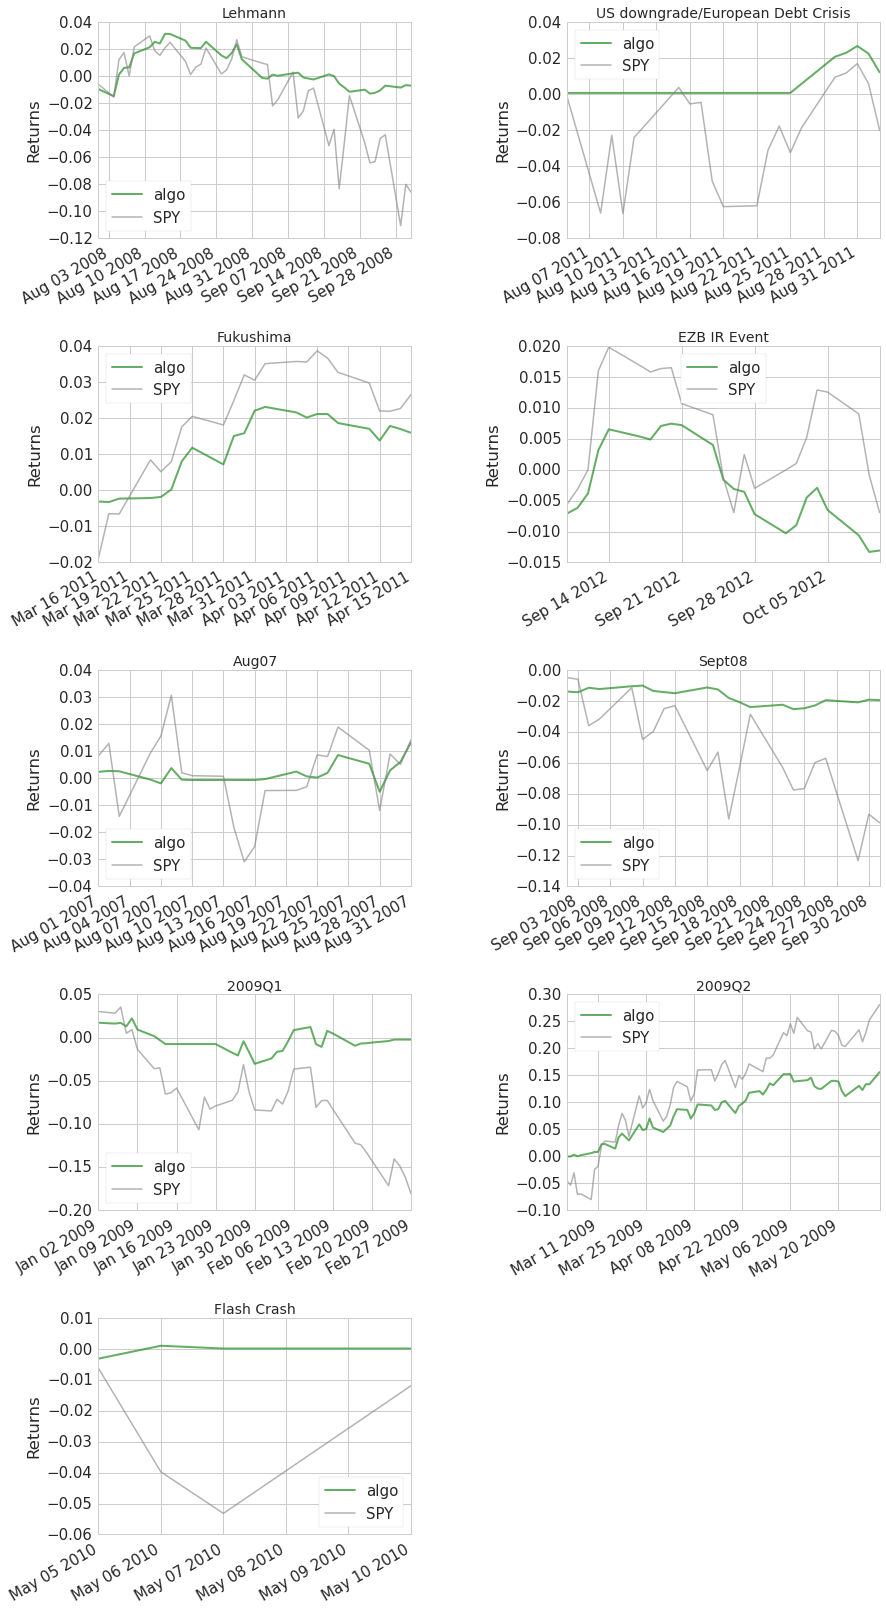 Lehmann
Returns
0.04
0.02
0.00
−0.02
−0.04
−0.06
−0.08
−0.10
−0.12
algo
SPY
Aug 03 2008
Aug 10 2008
Aug 17 2008
Aug 24 2008
Aug 31 2008
Sep 07 2008
Sep 14 2008
Sep 21 2008
Sep 28 2008
US downgrade/European Debt Crisis
Returns
0.04
0.02
0.00
−0.02
−0.04
−0.06
−0.08
algo
SPY
Aug 07 2011
Aug 10 2011
Aug 13 2011
Aug 16 2011
Aug 19 2011
Aug 22 2011
Aug 25 2011
Aug 28 2011
Aug 31 2011
Fukushima
Returns
0.04
0.03
0.02
0.01
0.00
−0.01
−0.02
algo
SPY
Mar 16 2011
Mar 19 2011
Mar 22 2011
Mar 25 2011
Mar 28 2011
Mar 31 2011
Apr 03 2011
Apr 06 2011
Apr 09 2011
Apr 12 2011
Apr 15 2011
EZB IR Event
Returns
0.020
0.015
0.010
0.005
0.000
−0.005
−0.010
−0.015
algo
SPY
Sep 14 2012
Sep 21 2012
Sep 28 2012
Oct 05 2012
Aug07
Returns
0.04
0.03
0.02
0.01
0.00
−0.01
−0.02
−0.03
−0.04
algo
SPY
Aug 01 2007
Aug 04 2007
Aug 07 2007
Aug 10 2007
Aug 13 2007
Aug 16 2007
Aug 19 2007
Aug 22 2007
Aug 25 2007
Aug 28 2007
Aug 31 2007
Sept08
Returns
0.00
−0.02
−0.04
−0.06
−0.08
−0.10
−0.12
−0.14
algo
SPY
Sep 03 2008
Sep 06 2008
Sep 09 2008
Sep 12 2008
Sep 15 2008
Sep 18 2008
Sep 21 2008
Sep 24 2008
Sep 27 2008
Sep 30 2008
2009Q1
Returns
0.05
0.00
−0.05
−0.10
−0.15
−0.20
algo
SPY
Jan 02 2009
Jan 09 2009
Jan 16 2009
Jan 23 2009
Jan 30 2009
Feb 06 2009
Feb 13 2009
Feb 20 2009
Feb 27 2009
2009Q2
Returns
0.30
0.25
0.20
0.15
0.10
0.05
0.00
−0.05
−0.10
algo
SPY
Mar 11 2009
Mar 25 2009
Apr 08 2009
Apr 22 2009
May 06 2009
May 20 2009
Flash Crash
Returns
0.01
0.00
−0.01
−0.02
−0.03
−0.04
−0.05
−0.06
algo
SPY
May 05 2010
May 06 2010
May 07 2010
May 08 2010
May 09 2010
May 10 2010